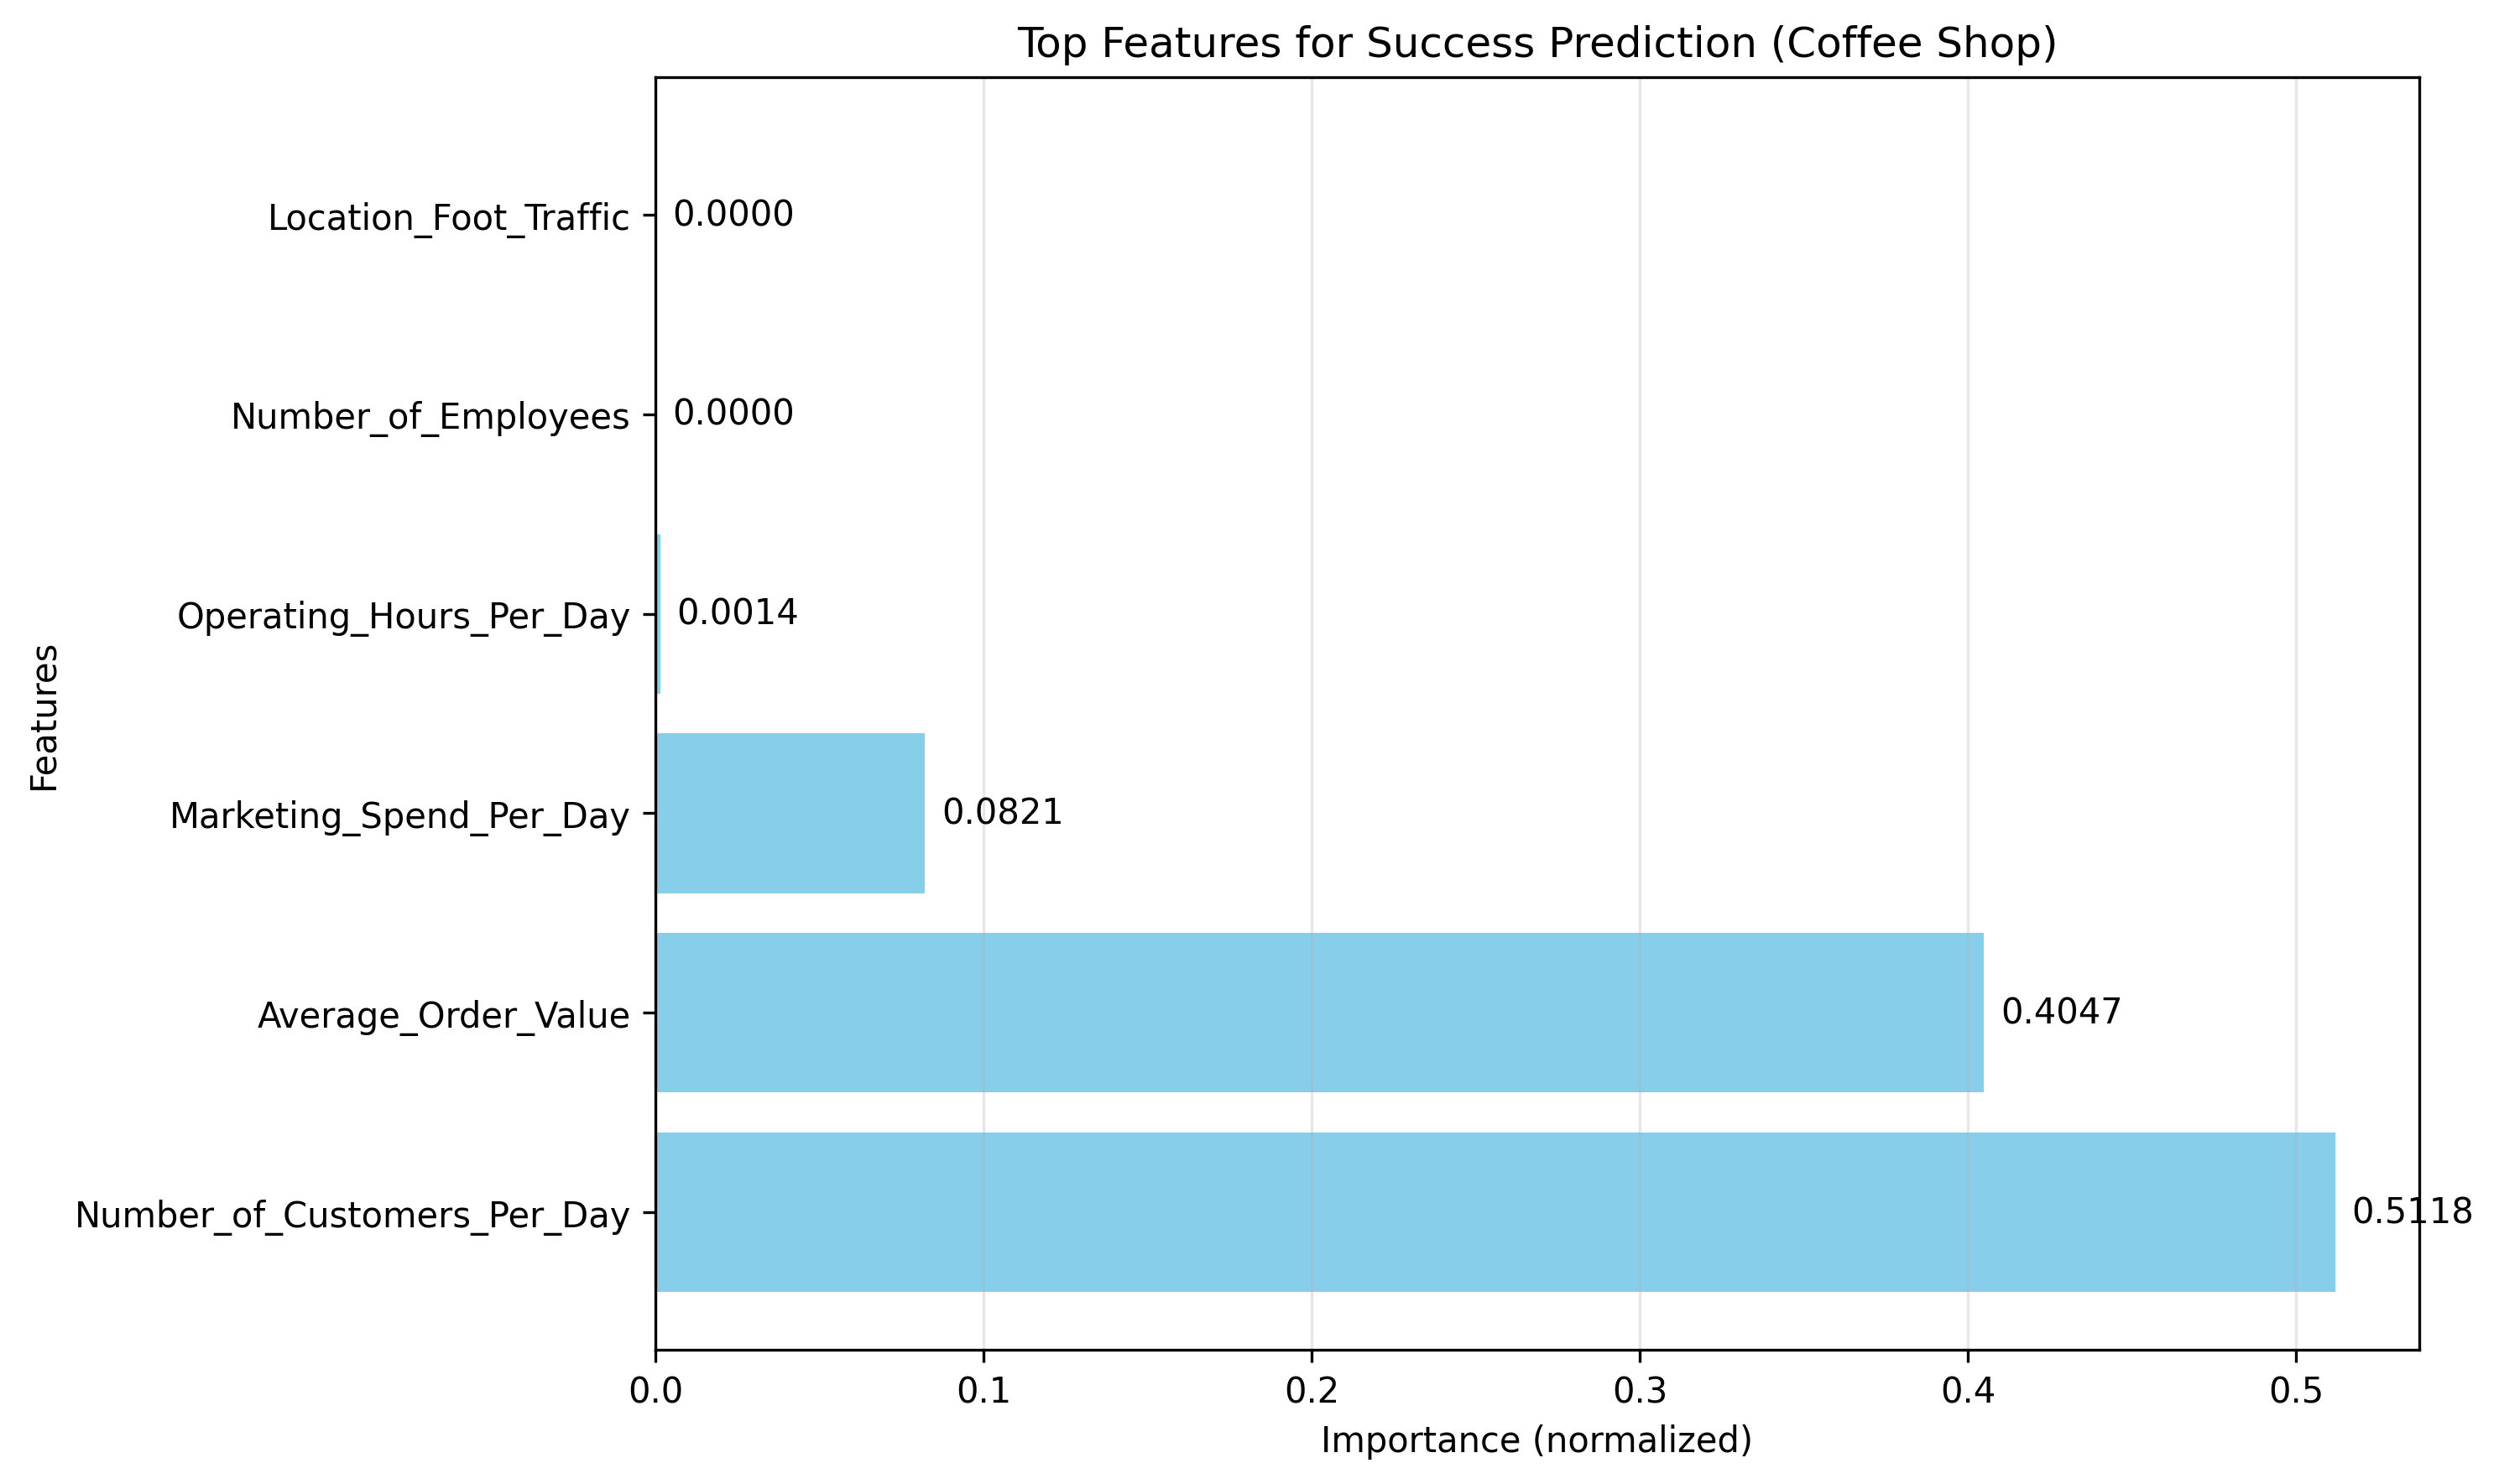 Top Features for Success Prediction (Coffee Shop)
Features
Location_Foot_Traffic
0.0000
Number_of_Employees
0.0000
Operating_Hours_Per_Day
0.0014
Marketing_Spend_Per_Day
0.0821
Average_Order_Value
0.4047
Number_of_Customers_Per_Day
0.5118
0.0 0.1 0.2 0.3 0.4 0.5
Importance (normalized)